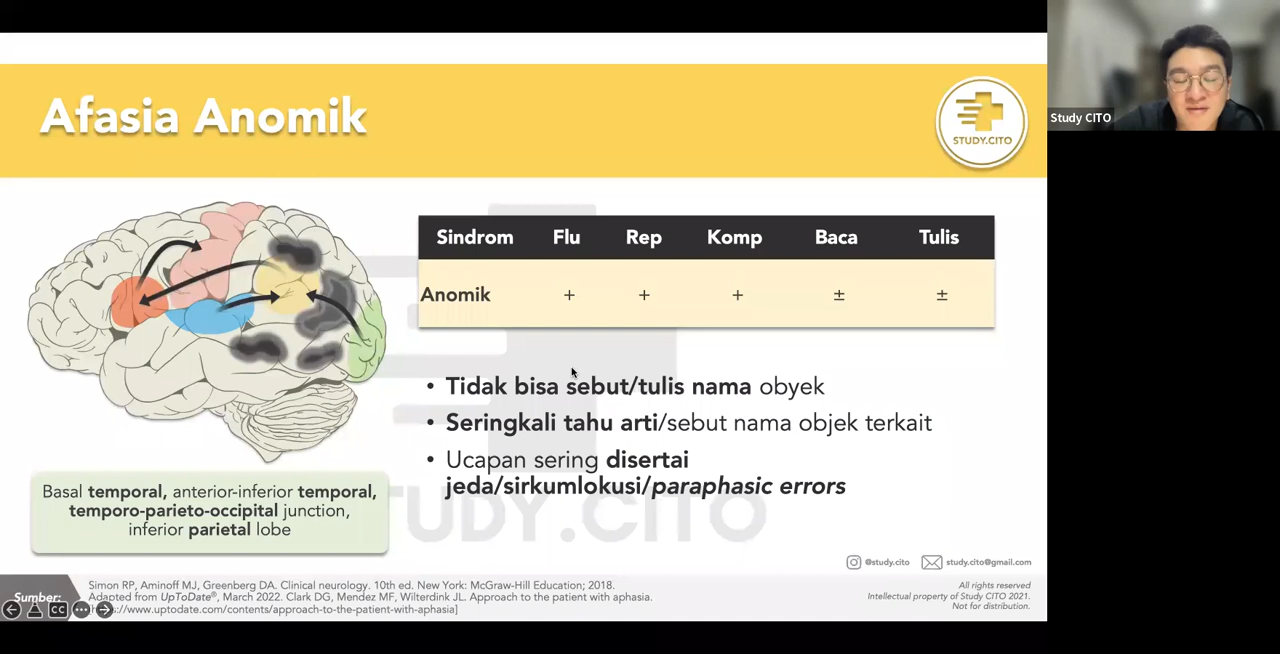 Afasia Anomik
STUDY.CITO
Study CITO
Sindrom Flu Rep Komp Baca Tulis
Anomik + + + ± ±
• Tidak bisa sebut/tulis nama obyek
• Seringkali tahu arti/sebut nama objek terkait
• Ucapan sering disertai
jeda/sirkumlokusi/paraphasic errors
Basal temporal, anterior-inferior temporal,
temporo-parieto-occipital junction,
inferior parietal lobe
STUDY.CITO
@study.cito study.cito@gmail.com
Sumber:
Simon RP, Aminoff MJ, Greenberg DA. Clinical neurology. 10th ed. New York: McGraw-Hill Education; 2018.
Adapted from UpToDate®, March 2022. Clark DG, Mendez MF, Wilterdink JL. Approach to the patient with aphasia.
://www.uptodate.com/contents/approach-to-the-patient-with-aphasia]
CC
All rights reserved
Intellectual property of Study CITO 2021.
Not for distribution.